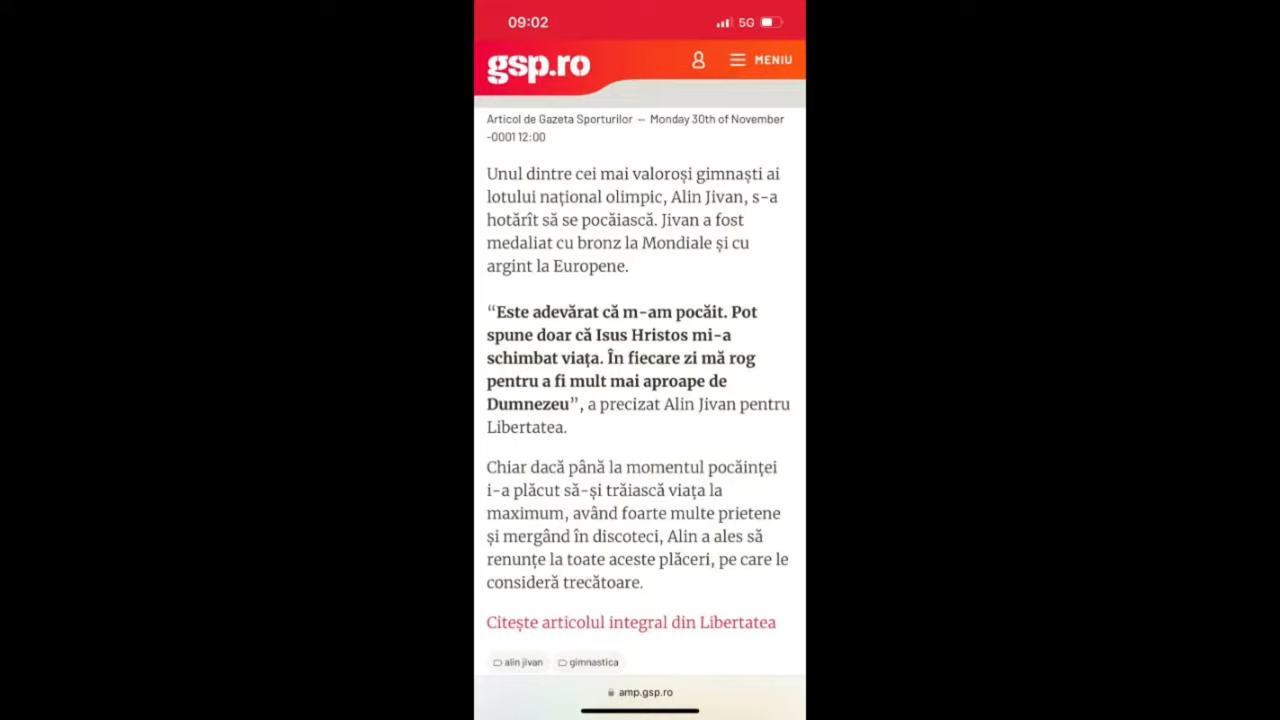 09:02 5G
gsp.ro MENIU
Articol de Gazeta Sporturilor — Monday 30th of November
-0001 12:00
Unul dintre cei mai valoroși gimnaști ai
lotului național olimpic, Alin Jivan, s-a
hotărît să se pocăiască. Jivan a fost
medaliat cu bronz la Mondiale și cu
argint la Europene.
“Este adevărat că m-am pocăit. Pot
spune doar că Isus Hristos mi-a
schimbat viața. În fiecare zi mă rog
pentru a fi mult mai aproape de
Dumnezeu”, a precizat Alin Jivan pentru
Libertatea.
Chiar dacă până la momentul pocăinței
i-a plăcut să-și trăiască viața la
maximum, având foarte multe prietene
și mergând în discoteci, Alin a ales să
renunțe la toate aceste plăceri, pe care le
consideră trecătoare.
Citește articolul integral din Libertatea
alin jivan gimnastica
amp.gsp.ro